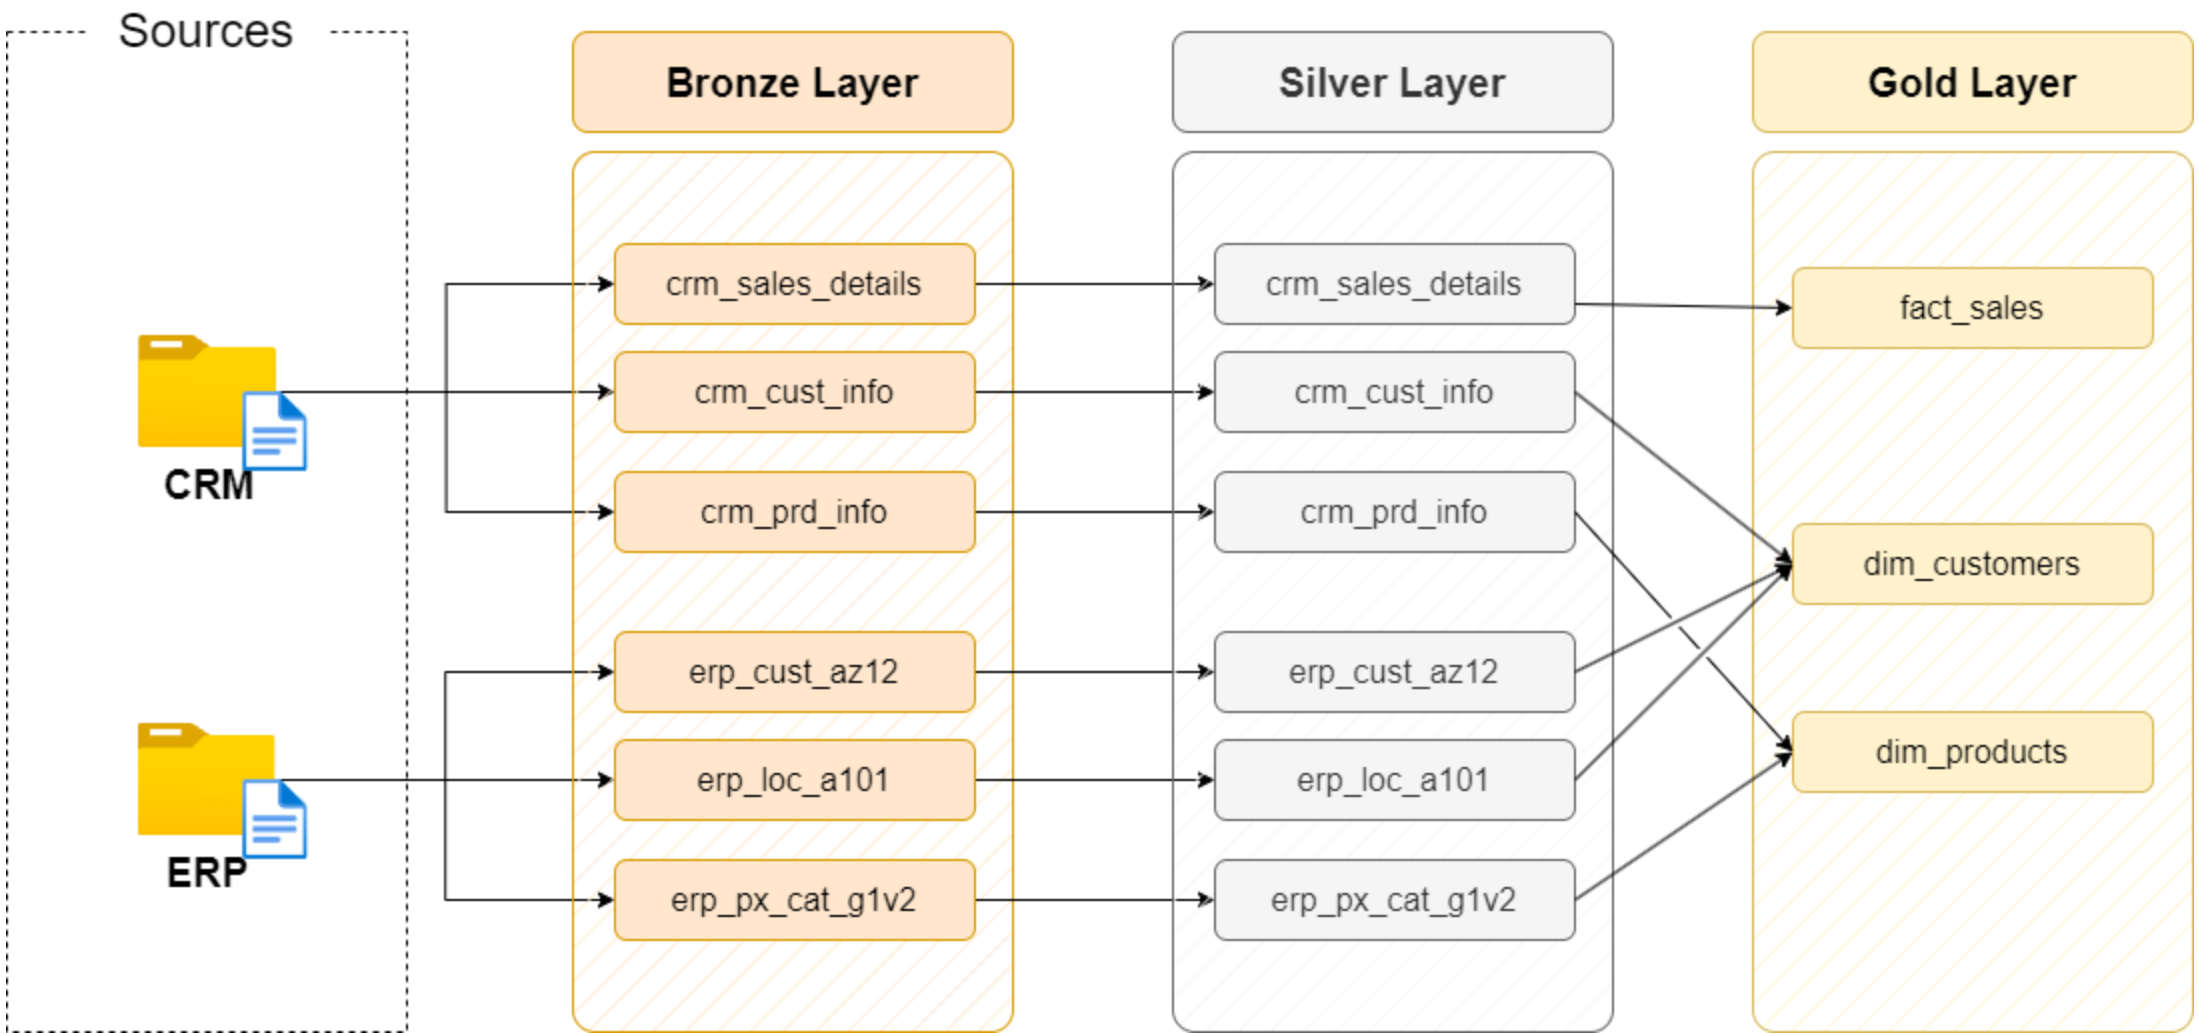 Sources
Bronze Layer
Silver Layer
Gold Layer
CRM
ERP
crm_sales_details
crm_cust_info
crm_prd_info
erp_cust_az12
erp_loc_a101
erp_px_cat_g1v2
crm_sales_details
crm_cust_info
crm_prd_info
erp_cust_az12
erp_loc_a101
erp_px_cat_g1v2
fact_sales
dim_customers
dim_products